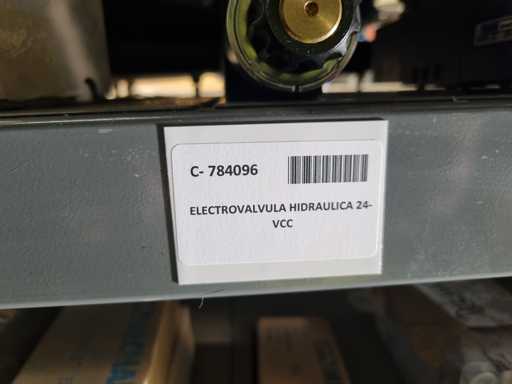 C- 784096
ELECTROVALVULA HIDRAULICA 24-
VCC